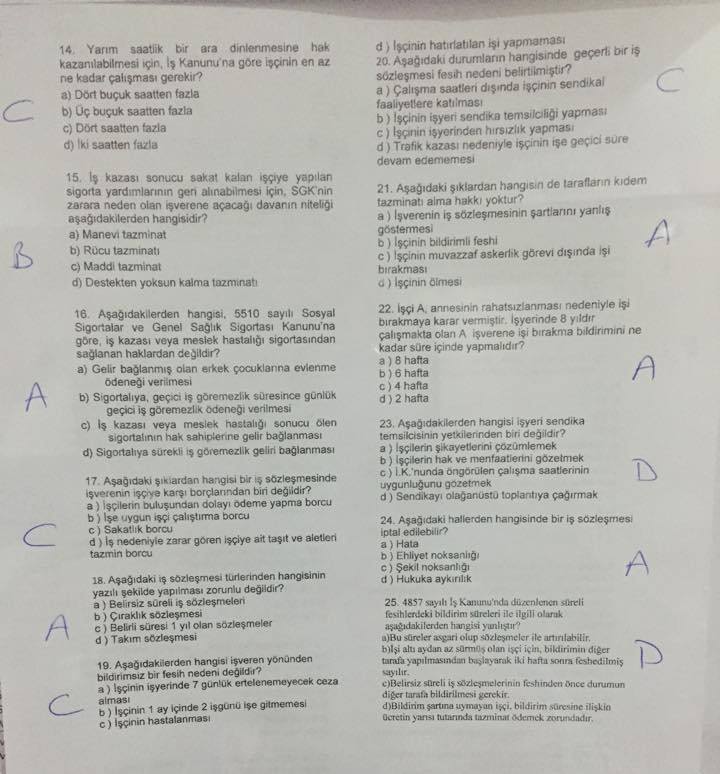 14. Yarım saatlik bir ara dinlenmesine hak
kazanılabilmesi için, İş Kanunu'na göre işçinin en az
ne kadar çalışması gerekir?
a) Dört buçuk saatten fazla
b) Üç buçuk saatten fazla
c) Dört saatten fazla
d) İki saatten fazla
C
15. İş kazası sonucu sakat kalan işçiye yapılan
sigorta yardımlarının geri alınabilmesi için, SGK'nin
zarara neden olan işverene açacağı davanın niteliği
aşağıdakilerden hangisidir?
a) Manevi tazminat
b) Rücu tazminatı
c) Maddi tazminat
d) Destekten yoksun kalma tazminatı
B
16. Aşağıdakilerden hangisi, 5510 sayılı Sosyal
Sigortalar ve Genel Sağlık Sigortası Kanunu'na
göre, iş kazası veya meslek hastalığı sigortasından
sağlanan haklardan değildir?
a) Gelir bağlanmış olan erkek çocuklarına evlenme
ödeneği verilmesi
b) Sigortalıya, geçici iş göremezlik süresince günlük
geçici iş göremezlik ödeneği verilmesi
c) İş kazası veya meslek hastalığı sonucu ölen
sigortalının hak sahiplerine gelir bağlanması
d) Sigortalıya sürekli iş göremezlik geliri bağlanması
A
17. Aşağıdaki şıklardan hangisi bir iş sözleşmesinde
işverenin işçiye karşı borçlarından biri değildir?
a ) İşçilerin buluşundan dolayı ödeme yapma borcu
b ) İşe uygun işçi çalıştırma borcu
c ) Sakatlık borcu
d ) İş nedeniyle zarar gören işçiye ait taşıt ve aletleri
tazmin borcu
C
18. Aşağıdaki iş sözleşmesi türlerinden hangisinin
yazılı şekilde yapılması zorunlu değildir?
a ) Belirsiz süreli iş sözleşmeleri
b ) Çıraklık sözleşmesi
c ) Belirli süresi 1 yıl olan sözleşmeler
d ) Takım sözleşmesi
A
19. Aşağıdakilerden hangisi işveren yönünden
bildirimsiz bir fesih nedeni değildir?
a ) İşçinin işyerinde 7 günlük ertelenemeyecek ceza
alması
b ) İşçinin 1 ay içinde 2 işgünü işe gitmemesi
c ) İşçinin hastalanması
C
d ) İşçinin hatırlatılan işi yapmaması
20. Aşağıdaki durumların hangisinde geçerli bir iş
sözleşmesi fesih nedeni belirtilmiştir?
a ) Çalışma saatleri dışında işçinin sendikal
faaliyetlere katılması
b ) İşçinin işyeri sendika temsilciliği yapması
c ) İşçinin işyerinden hırsızlık yapması
d ) Trafik kazası nedeniyle işçinin işe geçici süre
devam edememesi
C
21. Aşağıdaki şıklardan hangisin de tarafların kıdem
tazminatı alma hakkı yoktur?
a ) İşverenin iş sözleşmesinin şartlarını yanlış
göstermesi
b ) İşçinin bildirimli feshi
c ) İşçinin muvazzaf askerlik görevi dışında işi
bırakması
d ) İşçinin ölmesi
A
22. İşçi A, annesinin rahatsızlanması nedeniyle işi
bırakmaya karar vermiştir. İşyerinde 8 yıldır
çalışmakta olan A işverene işi bırakma bildirimini ne
kadar süre içinde yapmalıdır?
a ) 8 hafta
b ) 6 hafta
c ) 4 hafta
d ) 2 hafta
A
23. Aşağıdakilerden hangisi işyeri sendika
temsilcisinin yetkilerinden biri değildir?
a ) İşçilerin şikayetlerini çözümlemek
b ) İşçilerin hak ve menfaatlerini gözetmek
c ) İ.K.'nunda öngörülen çalışma saatlerinin
uygunluğunu gözetmek
d ) Sendikayı olağanüstü toplantıya çağırmak
D
24. Aşağıdaki hallerden hangisinde bir iş sözleşmesi
iptal edilebilir?
a ) Hata
b ) Ehliyet noksanlığı
c ) Şekil noksanlığı
d ) Hukuka aykırılık
A
25. 4857 sayılı İş Kanunu'nda düzenlenen süreli
fesihlerdeki bildirim süreleri ile ilgili olarak
aşağıdakilerden hangisi yanlıştır?
a)Bu süreler asgari olup sözleşmeler ile artırılabilir.
b)İşi altı aydan az sürmüş olan işçi için, bildirimin diğer
tarafa yapılmasından başlayarak iki hafta sonra feshedilmiş
sayılır.
c)Belirsiz süreli iş sözleşmelerinin feshinden önce durumun
diğer tarafa bildirilmesi gerekir.
d)Bildirim şartına uymayan işçi, bildirim süresine ilişkin
ücretin yarısı tutarında tazminat ödemek zorundadır.
D